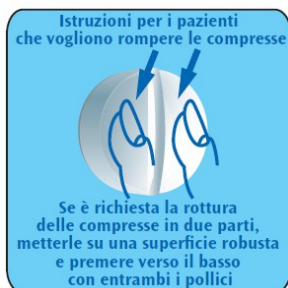 Istruzioni per i pazienti
che vogliono rompere le compresse
Se è richiesta la rottura
delle compresse in due parti,
metterle su una superficie robusta
e premere verso il basso
con entrambi i pollici